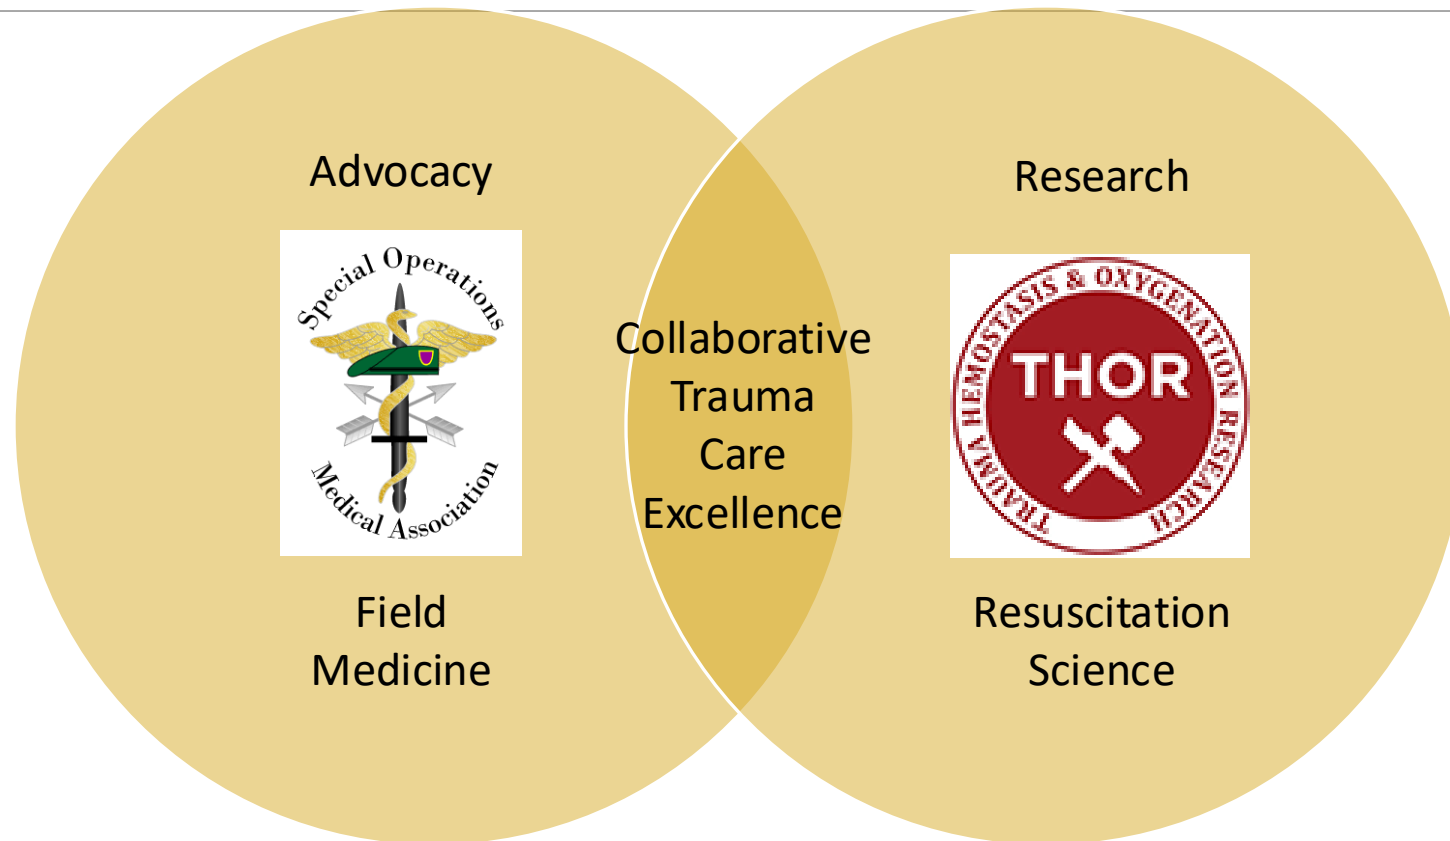 Advocacy
Special Operations
Medical Association
Field
Medicine
Collaborative
Trauma
Care
Excellence
Research
TRAUMA HEMOSTASIS & OXYGENATION RESEARCH
THOR
Resuscitation
Science